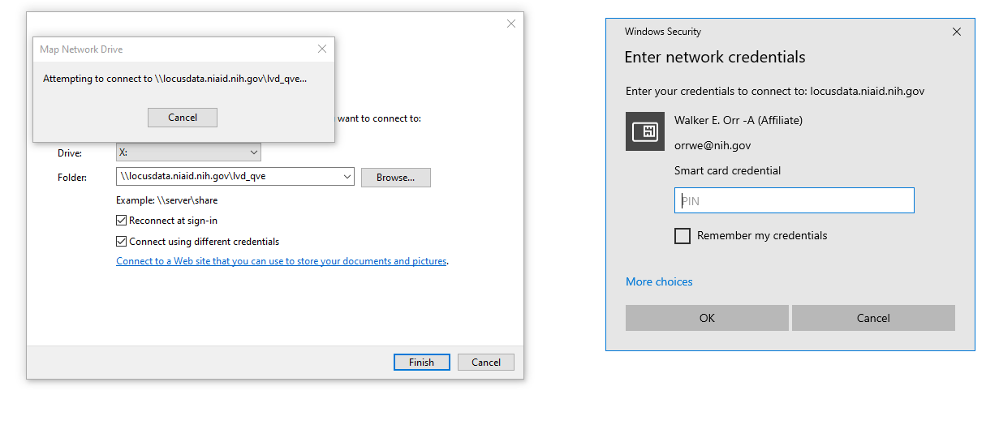 Map Network Drive
Attempting to connect to \\locusdata.niaid.nih.gov\lvd_qve...
Cancel
want to connect to:
Drive: X:
Folder: \\locusdata.niaid.nih.gov\lvd_qve Browse...
Example: \\server\share
Reconnect at sign-in
Connect using different credentials
Connect to a Web site that you can use to store your documents and pictures.
Finish Cancel
Windows Security
Enter network credentials
Enter your credentials to connect to: locusdata.niaid.nih.gov
Walker E. Orr -A (Affiliate)
orrwe@nih.gov
Smart card credential
PIN
Remember my credentials
More choices
OK Cancel